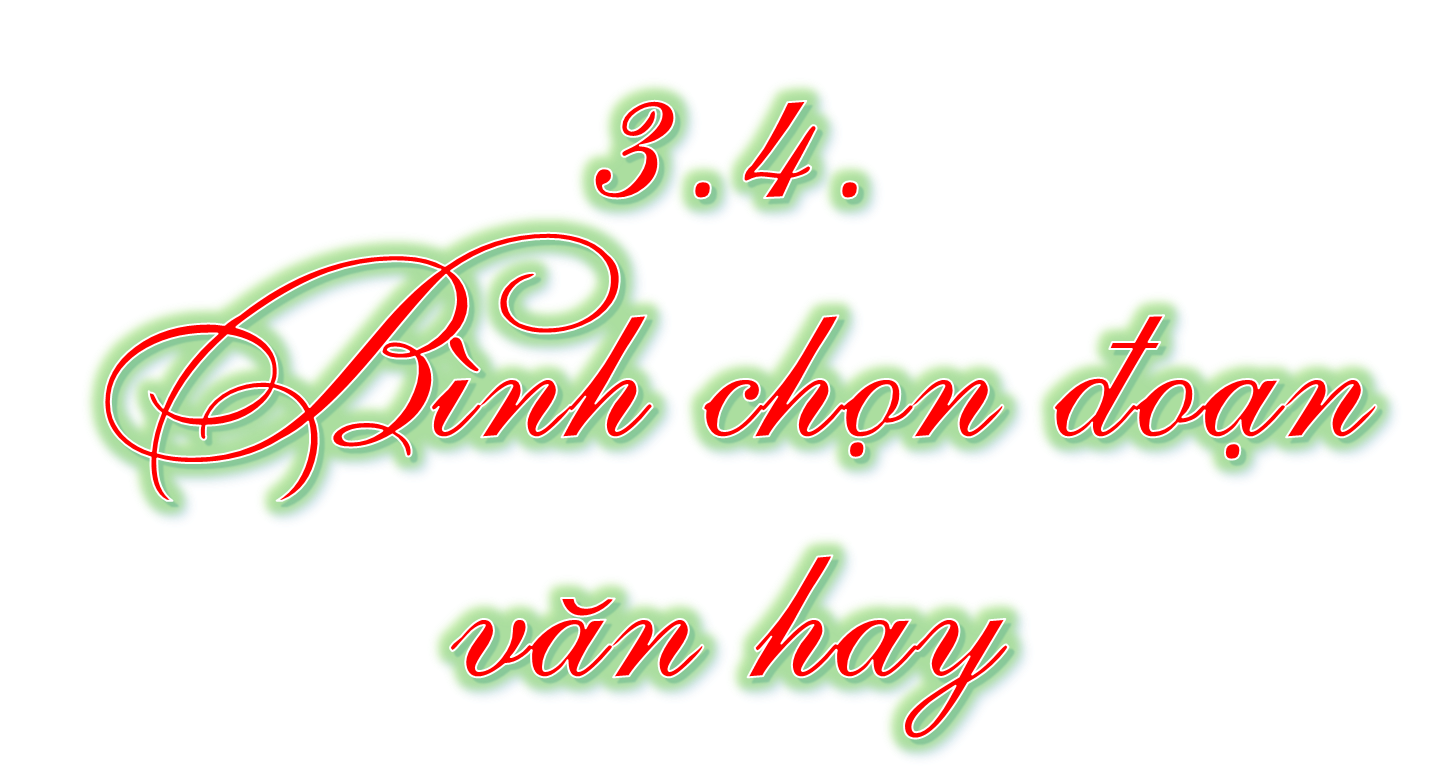 3.4.
Bình chọn đoạn
văn hay